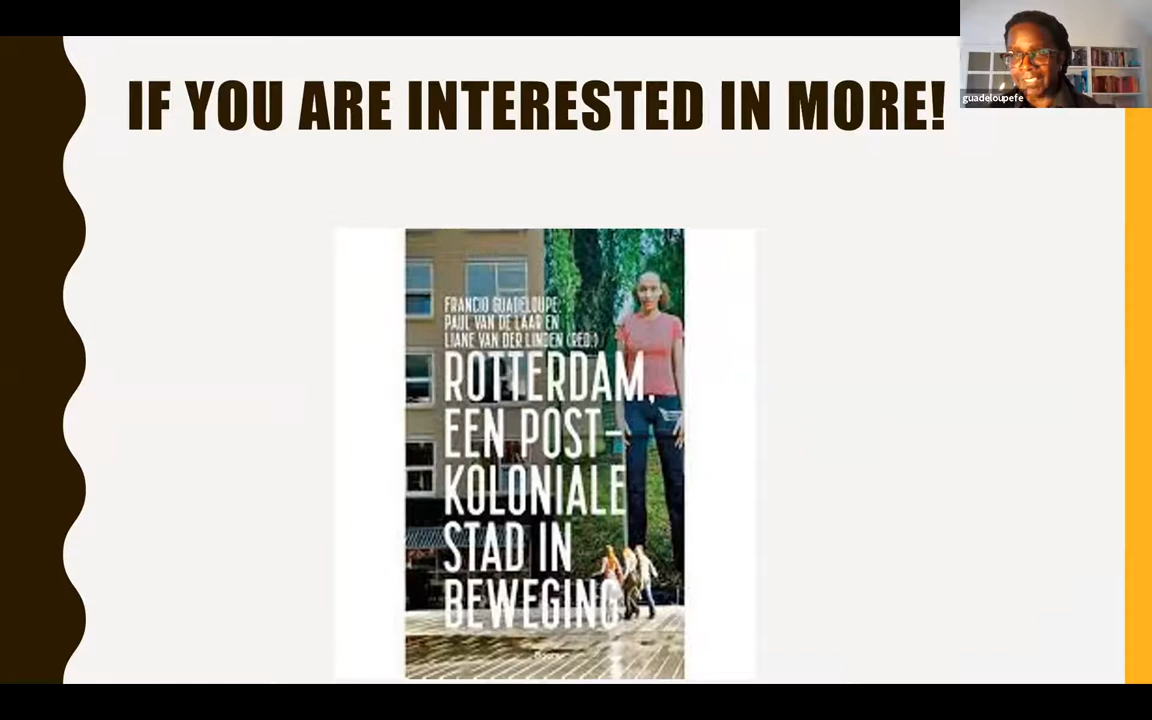 IF YOU ARE INTERESTED IN MORE!
guadeloupefe
FRANCIO GUADELOUPE,
PAUL VAN DE LAAR EN
LIANE VAN DER LINDEN (RED.)
ROTTERDAM,
EEN POST-
KOLONIALE
STAD IN
BEWEGING